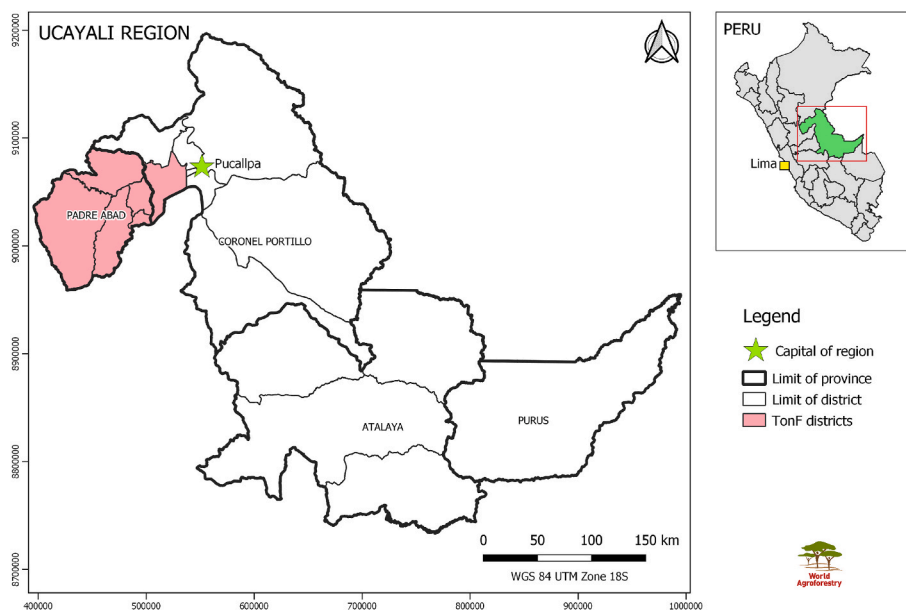 UCAYALI REGION
Pucallpa
PADRE ABAD
CORONEL PORTILLO
ATALAYA
PURUS
9200000
9100000
9000000
8900000
8800000
8700000
400000
500000
600000
700000
800000
900000
1000000
0 50 100 150 km
WGS 84 UTM Zone 18S
PERU
Lima
Legend
Capital of region
Limit of province
Limit of district
TonF districts
World
Agroforestry